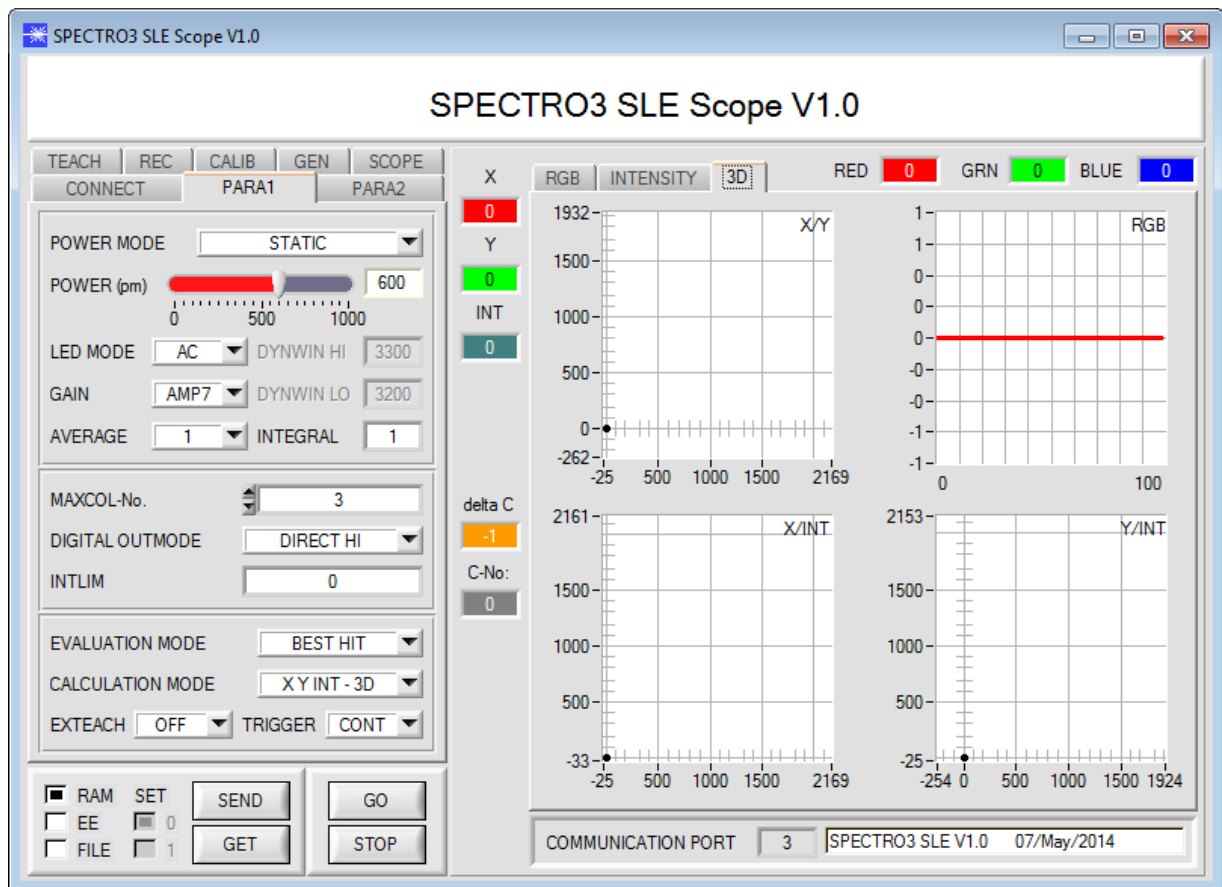 SPECTRO3 SLE Scope V1.0
SPECTRO3 SLE Scope V1.0
TEACH REC CALIB GEN SCOPE
CONNECT PARA1 PARA2
POWER MODE STATIC
POWER (pm) 600
0 500 1000
LED MODE AC DYNWIN HI 3300
GAIN AMP7 DYNWIN LO 3200
AVERAGE 1 INTEGRAL 1
MAXCOL-No. 3
DIGITAL OUTMODE DIRECT HI
INTLIM 0
EVALUATION MODE BEST HIT
CALCULATION MODE X Y INT - 3D
EXTEACH OFF TRIGGER CONT
RAM SET SEND GO
EE 0
FILE 1 GET STOP
X
0
Y
0
INT
0
delta C
-1
C-No:
0
RGB INTENSITY 3D RED 0 GRN 0 BLUE 0
X/Y
1932
1500
1000
500
0
-262
-25 500 1000 1500 2169
RGB
1
1
0
0
0
-0
-0
-1
-1
0 100
X/INT
2161
1500
1000
500
-33
-25 500 1000 1500 2169
Y/INT
2153
1500
1000
500
-25
-254 0 500 1000 1500 1924
COMMUNICATION PORT 3 SPECTRO3 SLE V1.0 07/May/2014